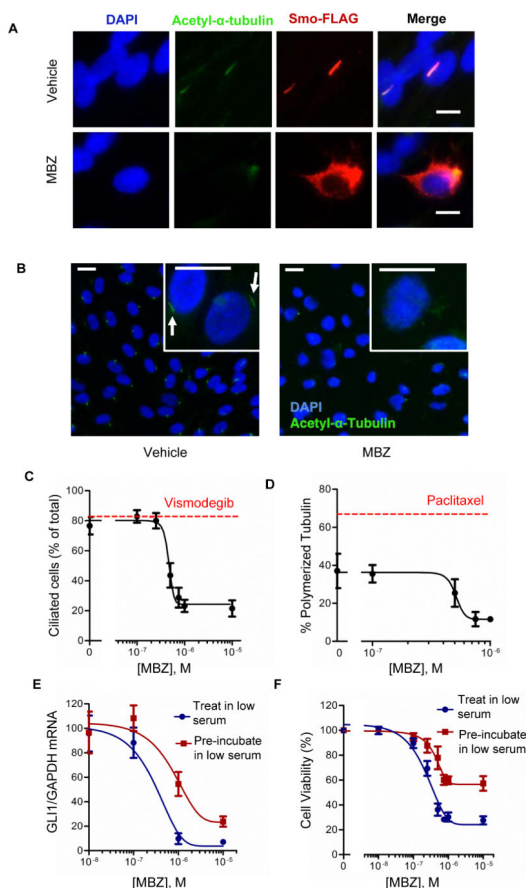 A
DAPI
Acetyl-α-tubulin
Smo-FLAG
Merge
Vehicle
MBZ
B
DAPI
Acetyl-α-Tubulin
Vehicle
MBZ
C
Ciliated cells (% of total)
100
80
60
40
20
0
Vismodegib
0
10⁻⁷
10⁻⁶
10⁻⁵
[MBZ], M
D
% Polymerized Tubulin
80
60
40
20
0
Paclitaxel
0
10⁻⁷
10⁻⁶
[MBZ], M
E
GLI1/GAPDH mRNA
120
100
80
60
40
20
0
Treat in low
serum
Pre-incubate
in low serum
10⁻⁸
10⁻⁷
10⁻⁶
10⁻⁵
[MBZ], M
F
Cell Viability (%)
120
100
80
60
40
20
0
Treat in low
serum
Pre-incubate
in low serum
0
10⁻⁸
10⁻⁷
10⁻⁶
10⁻⁵
[MBZ], M